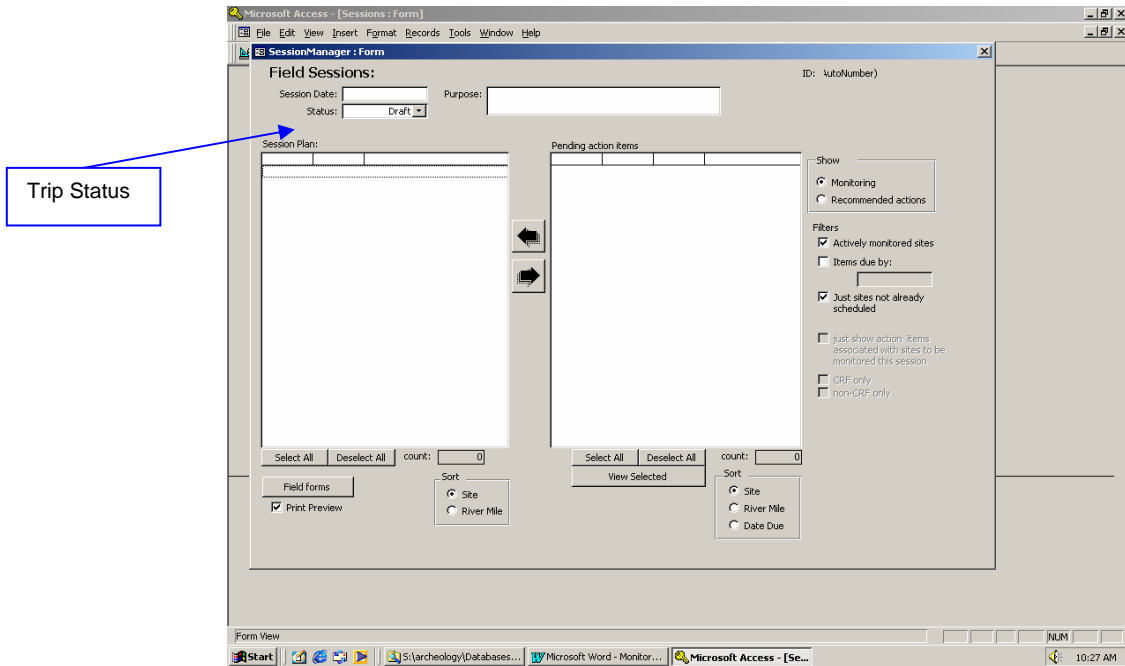 Microsoft Access - [Sessions : Form]
File Edit View Insert Format Records Tools Window Help
SessionManager : Form
Field Sessions:
ID: utoNumber)
Session Date:
Purpose:
Status: Draft
Trip Status
Session Plan:
Pending action items
Show
Monitoring
Recommended actions
Filters
Actively monitored sites
Items due by:
Just sites not already
scheduled
just show action items
associated with sites to be
monitored this session
CRF only
non-CRF only
Select All Deselect All count: 0
Select All Deselect All count: 0
View Selected
Field forms
Print Preview
Sort
Site
River Mile
Sort
Site
River Mile
Date Due
Form View
NUM
Start S:\archeology\Databases... Microsoft Word - Monitor... Microsoft Access - [Se... 10:27 AM